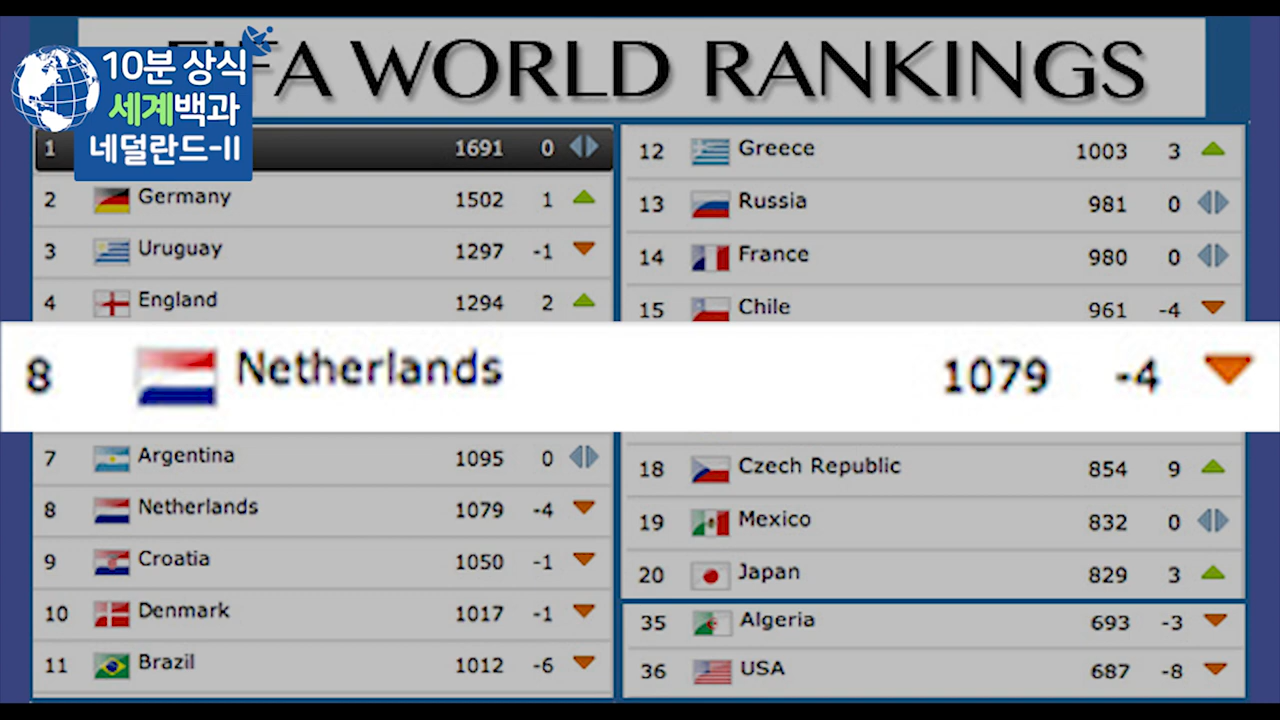 10분 상식
세계백과
네덜란드-II
FIFA WORLD RANKINGS
1 1691 0
2 Germany 1502 1
3 Uruguay 1297 -1
4 England 1294 2
8 Netherlands 1079 -4
7 Argentina 1095 0
8 Netherlands 1079 -4
9 Croatia 1050 -1
10 Denmark 1017 -1
11 Brazil 1012 -6
12 Greece 1003 3
13 Russia 981 0
14 France 980 0
15 Chile 961 -4
18 Czech Republic 854 9
19 Mexico 832 0
20 Japan 829 3
35 Algeria 693 -3
36 USA 687 -8